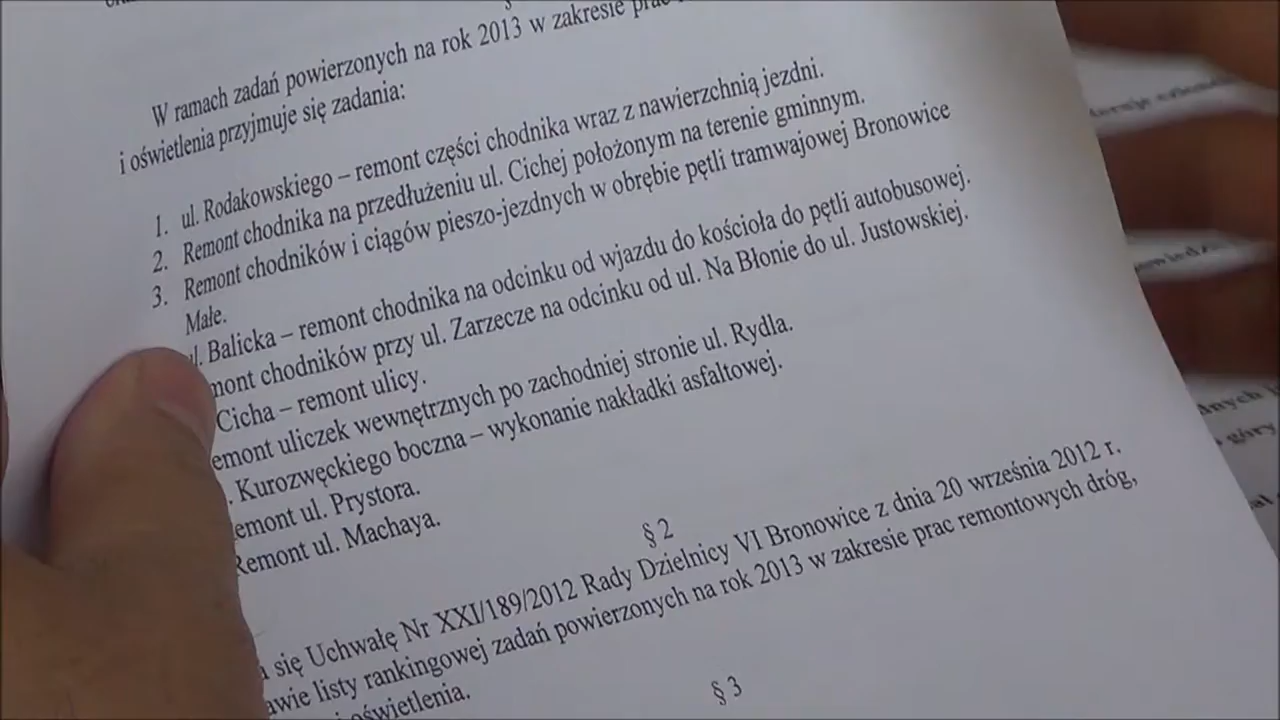 §
W ramach zadań powierzonych na rok 2013 w zakresie prac
i oświetlenia przyjmuje się zadania:
1. ul. Rodakowskiego – remont części chodnika wraz z nawierzchnią jezdni.
2. Remont chodnika na przedłużeniu ul. Cichej położonym na terenie gminnym.
3. Remont chodników i ciągów pieszo-jezdnych w obrębie pętli tramwajowej Bronowice
Małe.
ul. Balicka – remont chodnika na odcinku od wjazdu do kościoła do pętli autobusowej.
mont chodników przy ul. Zarzecze na odcinku od ul. Na Błonie do ul. Justowskiej.
Cicha – remont ulicy.
emont uliczek wewnętrznych po zachodniej stronie ul. Rydla.
. Kurozwęckiego boczna – wykonanie nakładki asfaltowej.
emont ul. Prystora.
Remont ul. Machaya.
§ 2
się Uchwałę Nr XXI/189/2012 Rady Dzielnicy VI Bronowice z dnia 20 września 2012 r.
awie listy rankingowej zadań powierzonych na rok 2013 w zakresie prac remontowych dróg,
i oświetlenia.
§ 3